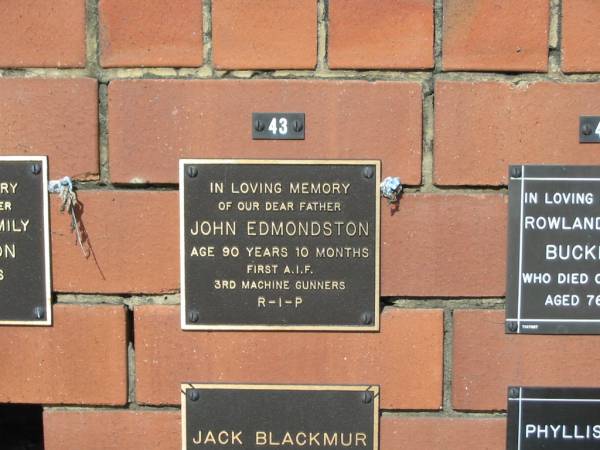 43
RY
ER
MILY
ON
S
IN LOVING MEMORY
OF OUR DEAR FATHER
JOHN EDMONDSTON
AGE 90 YEARS 10 MONTHS
FIRST A.I.F.
3RD MACHINE GUNNERS
R-I-P
4
IN LOVING
ROWLAND
BUCK
WHO DIED
AGED 76
JACK BLACKMUR
PHYLLIS